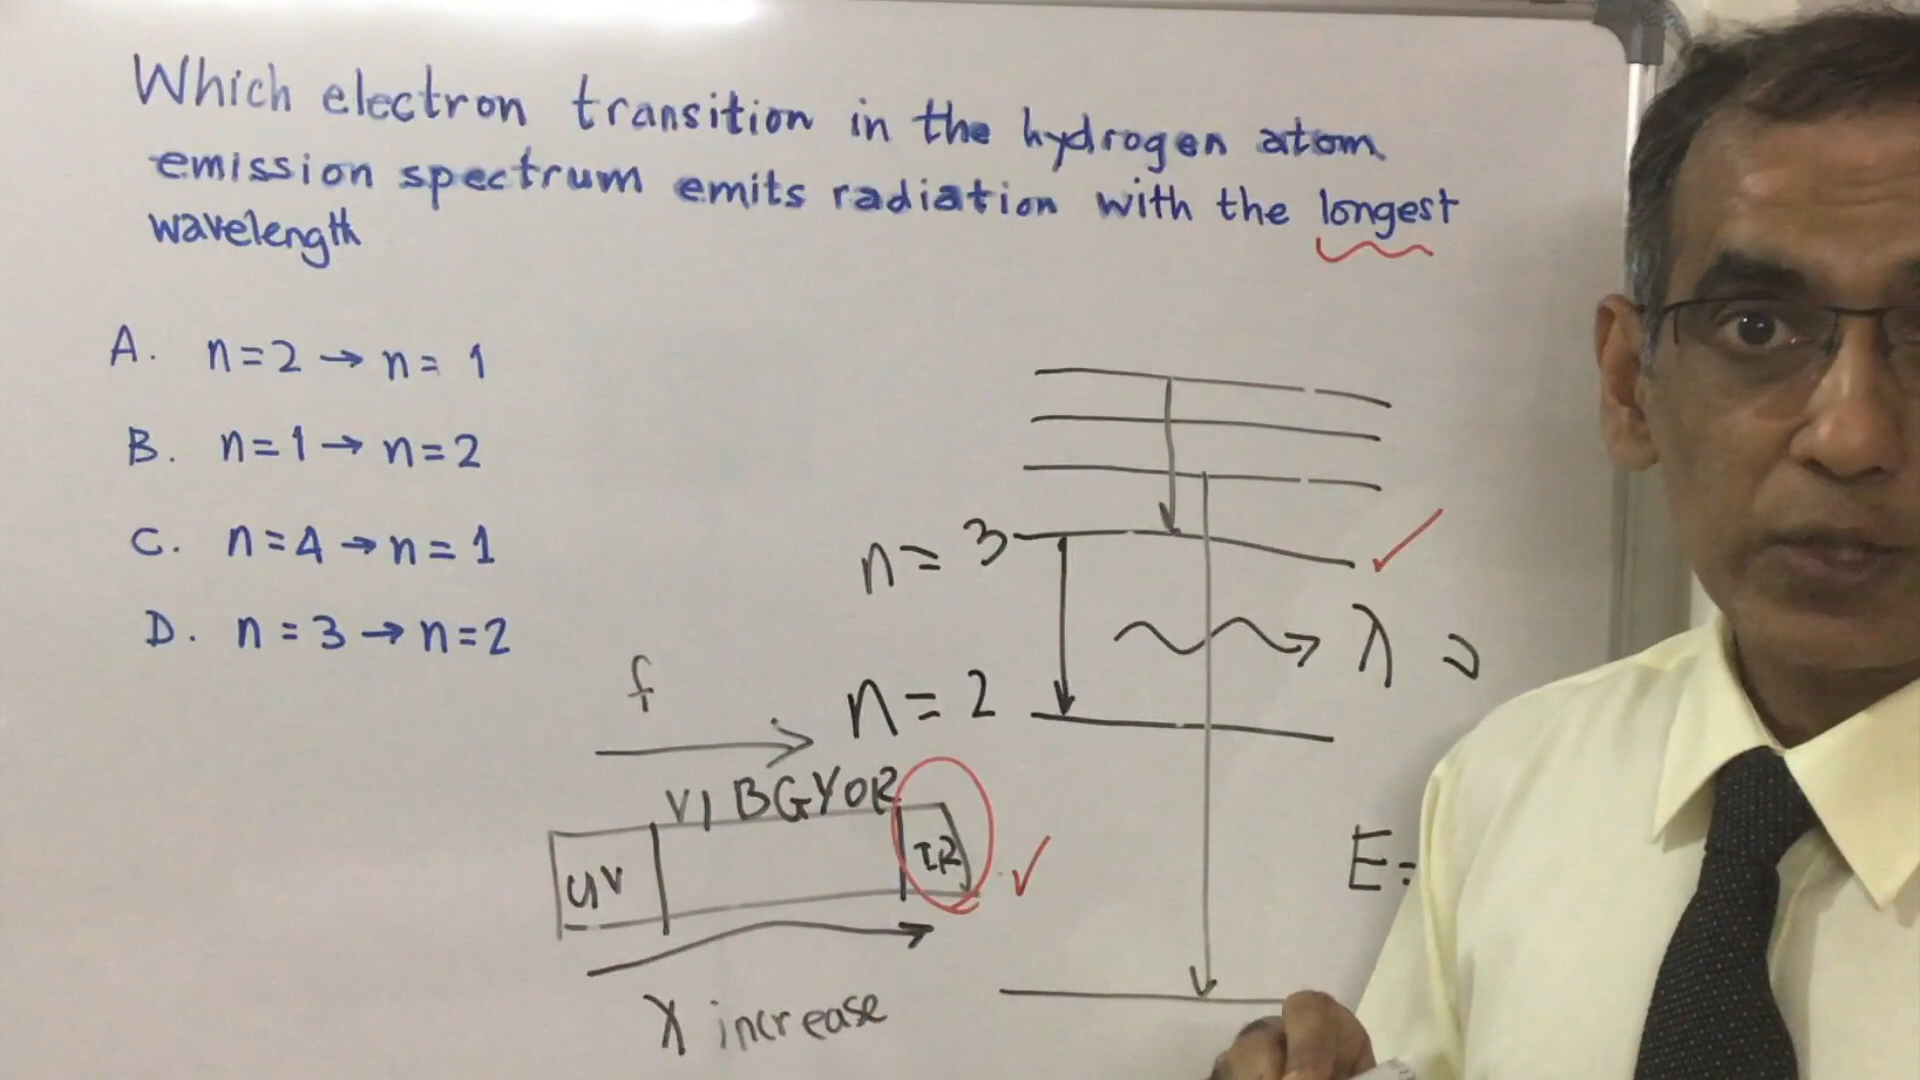 Which electron transition in the hydrogen atom
emission spectrum emits radiation with the longest
wavelength
A. n=2 → n= 1
B. n=1 → n=2
C. n=4 → n=1
D. n=3 → n=2
n= 3
λ
f
n=2
VIBGYOR
UV
IR
E=
λ increase